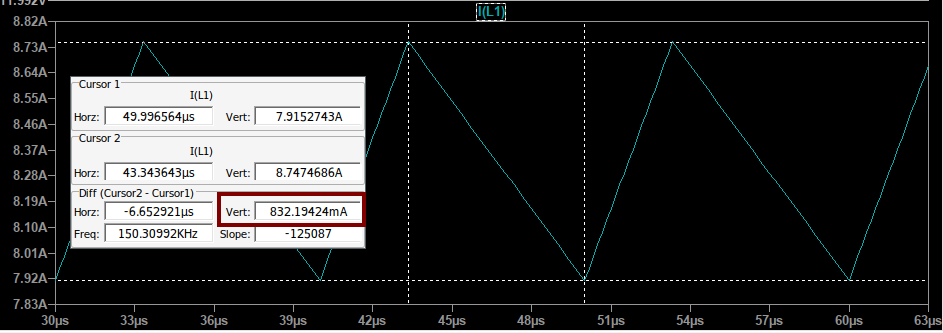 11.992V
I(L1)
8.82A
8.73A
8.64A
8.55A
8.46A
8.37A
8.28A
8.19A
8.10A
8.01A
7.92A
7.83A
Cursor 1
I(L1)
Horz: 49.996564µs Vert: 7.9152743A
Cursor 2
I(L1)
Horz: 43.343643µs Vert: 8.7474686A
Diff (Cursor2 - Cursor1)
Horz: -6.652921µs Vert: 832.19424mA
Freq: 150.30992KHz Slope: -125087
30µs 33µs 36µs 39µs 42µs 45µs 48µs 51µs 54µs 57µs 60µs 63µs